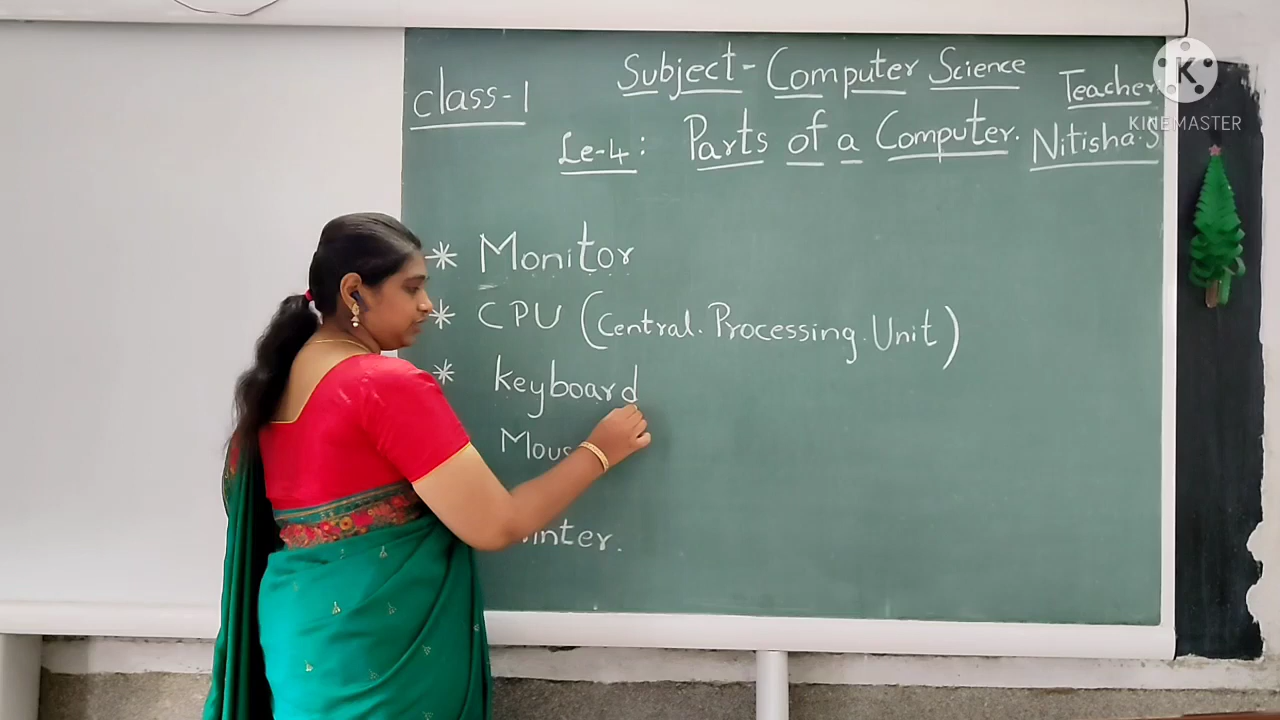 class-1
Subject - Computer Science
Teacher
Le-4: Parts of a Computer.
Nitisha.S
* Monitor
* CPU (Central. Processing. Unit)
* keyboard
K
KINEMASTER